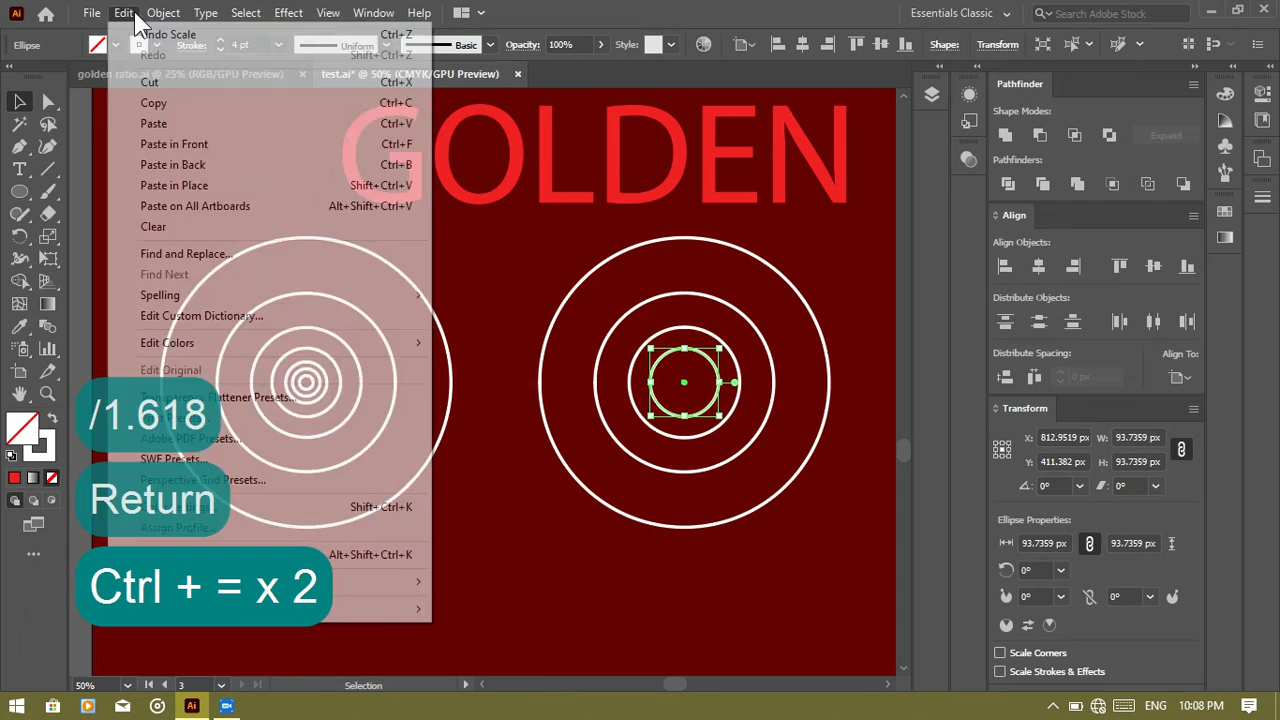 Ai File Edit Object Type Select Effect View Window Help Essentials Classic Search Adobe Stock
Ellipse Stroke: 4 pt Uniform Basic Opacity: 100% Style: Shape: Transform
golden ratio.ai @ 25% (RGB/GPU Preview) test.ai* @ 50% (CMYK/GPU Preview)
Undo Scale Ctrl+Z
Redo Shift+Ctrl+Z
Cut Ctrl+X
Copy Ctrl+C
Paste Ctrl+V
Paste in Front Ctrl+F
Paste in Back Ctrl+B
Paste in Place Shift+Ctrl+V
Paste on All Artboards Alt+Shift+Ctrl+V
Clear
Find and Replace...
Find Next
Spelling
Edit Custom Dictionary...
Edit Colors
Edit Original
Transparency Flattener Presets...
Adobe PDF Presets...
SWF Presets...
Perspective Grid Presets...
Shift+Ctrl+K
Assign Profile...
Alt+Shift+Ctrl+K
GOLDEN
/1.618
Return
Ctrl + = x 2
Pathfinder
Shape Modes:
Expand
Pathfinders:
Align
Align Objects:
Distribute Objects:
Distribute Spacing: Align To:
0 px
Transform
X: 812.9519 px W: 93.7359 px
Y: 411.382 px H: 93.7359 px
0° 0°
Ellipse Properties:
93.7359 px 93.7359 px
0°
0° 0°
Scale Corners
Scale Strokes & Effects
50% 3 Selection
Ai ENG 10:08 PM